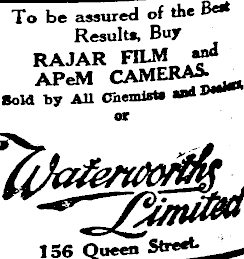 To be assured of the Best
Results, Buy
RAJAR FILM and
APeM CAMERAS.
Sold by All Chemists and Dealers,
or
Waterworths
Limited
156 Queen Street.